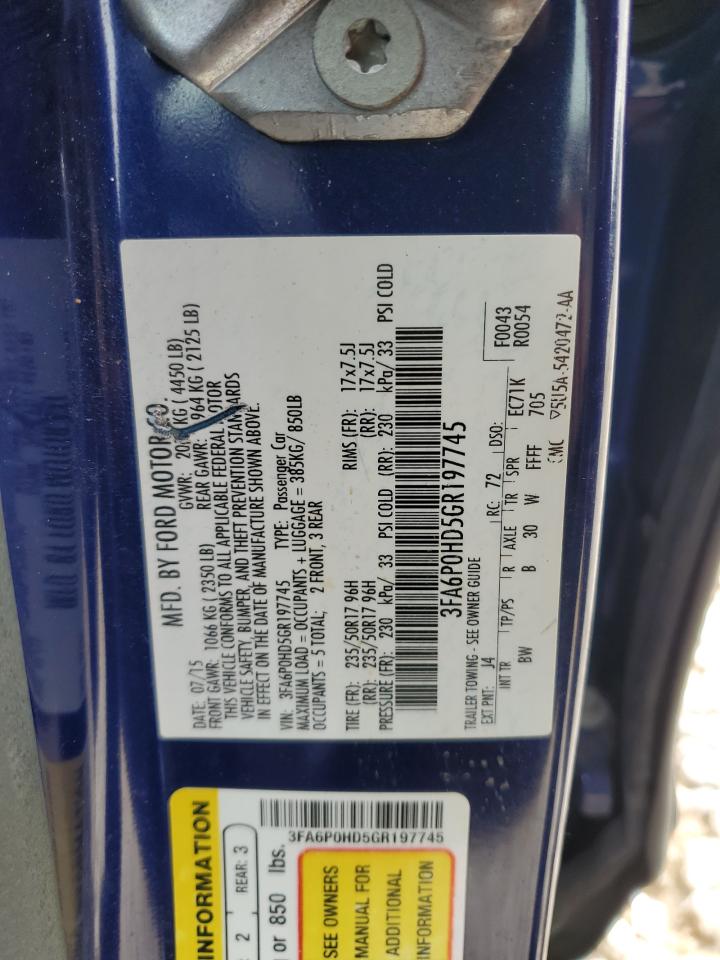 MFD. BY FORD MOTOR CO.
DATE: 07/15 GVWR: KG ( 4450 LB)
FRONT GAWR: 1066 KG ( 2350 LB) REAR GAWR: 964 KG ( 2125 LB)
THIS VEHICLE CONFORMS TO ALL APPLICABLE FEDERAL MOTOR
VEHICLE SAFETY, BUMPER, AND THEFT PREVENTION STANDARDS
IN EFFECT ON THE DATE OF MANUFACTURE SHOWN ABOVE.
VIN: 3FA6P0HD5GR197745 TYPE: Passenger Car
MAXIMUM LOAD = OCCUPANTS + LUGGAGE = 385KG/ 850LB
OCCUPANTS = 5 TOTAL; 2 FRONT, 3 REAR
TIRE (FR): 235/50R17 96H RIMS (FR): 17x7.5J
(RR): 235/50R17 96H (RR): 17x7.5J
PRESSURE (FR): 230 kPa/ 33 PSI COLD (RR): 230 kPa/ 33 PSI COLD
3FA6P0HD5GR197745
TRAILER TOWING - SEE OWNER GUIDE
EXT PNT: J4 RC: 72 DSO: F0043
R0054
INT TR TP/PS R AXLE TR SPR EC71K
BW B 30 W FFFF 705
5U5A-5420472-AA
INFORMATION
2 REAR: 3
or 850 lbs.
3FA6P0HD5GR197745
SEE OWNERS
MANUAL FOR
ADDITIONAL
INFORMATION